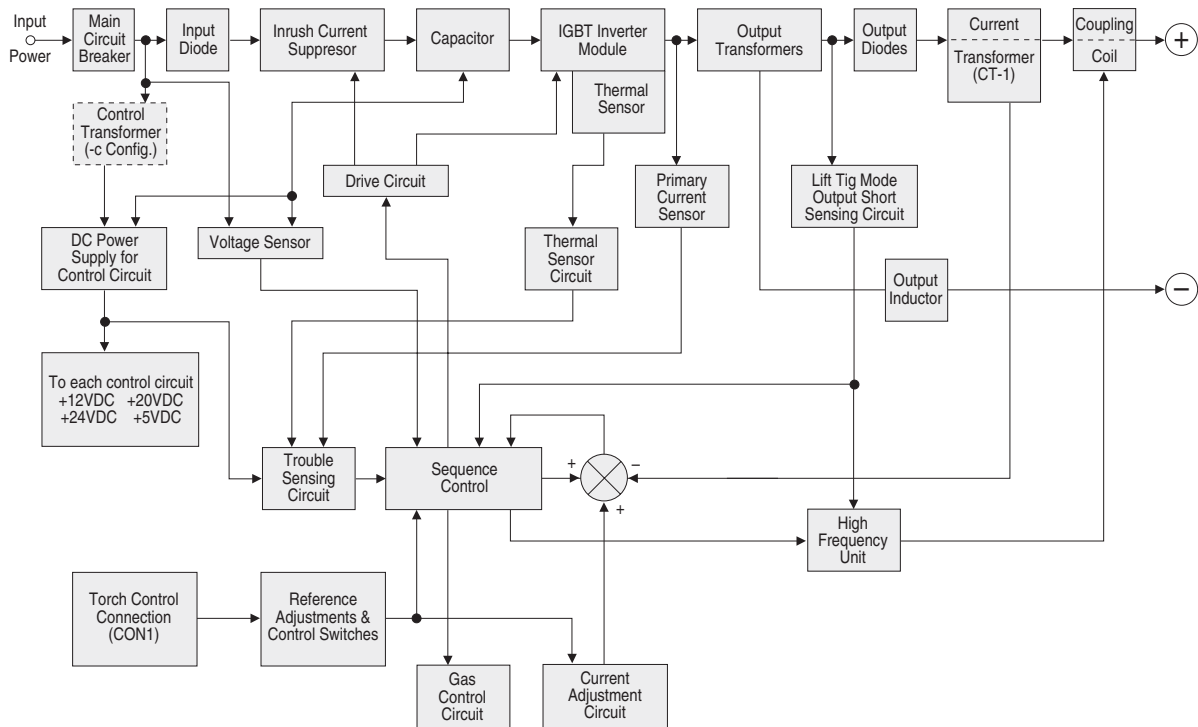 Input
Power
Main
Circuit
Breaker
Input
Diode
Inrush Current
Suppresor
Capacitor
IGBT Inverter
Module
Thermal
Sensor
Output
Transformers
Output
Diodes
Current
Transformer
(CT-1)
Coupling
Coil
+
Control
Transformer
(-c Config.)
Drive Circuit
Primary
Current
Sensor
Lift Tig Mode
Output Short
Sensing Circuit
DC Power
Supply for
Control Circuit
Voltage Sensor
Thermal
Sensor
Circuit
Output
Inductor
−
To each control circuit
+12VDC +20VDC
+24VDC +5VDC
Trouble
Sensing
Circuit
Sequence
Control
+
−
+
High
Frequency
Unit
Torch Control
Connection
(CON1)
Reference
Adjustments &
Control Switches
Gas
Control
Circuit
Current
Adjustment
Circuit